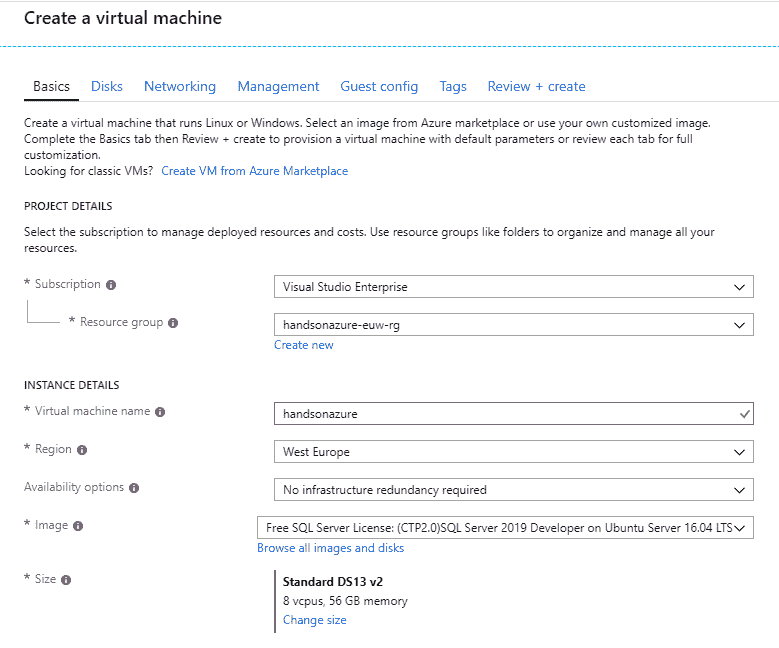 Create a virtual machine
Basics Disks Networking Management Guest config Tags Review + create
Create a virtual machine that runs Linux or Windows. Select an image from Azure marketplace or use your own customized image.
Complete the Basics tab then Review + create to provision a virtual machine with default parameters or review each tab for full
customization.
Looking for classic VMs? Create VM from Azure Marketplace
PROJECT DETAILS
Select the subscription to manage deployed resources and costs. Use resource groups like folders to organize and manage all your
resources.
* Subscription
Visual Studio Enterprise
* Resource group
handsonazure-euw-rg
Create new
INSTANCE DETAILS
* Virtual machine name
handsonazure
* Region
West Europe
Availability options
No infrastructure redundancy required
* Image
Free SQL Server License: (CTP2.0)SQL Server 2019 Developer on Ubuntu Server 16.04 LTS
Browse all images and disks
* Size
Standard DS13 v2
8 vcpus, 56 GB memory
Change size